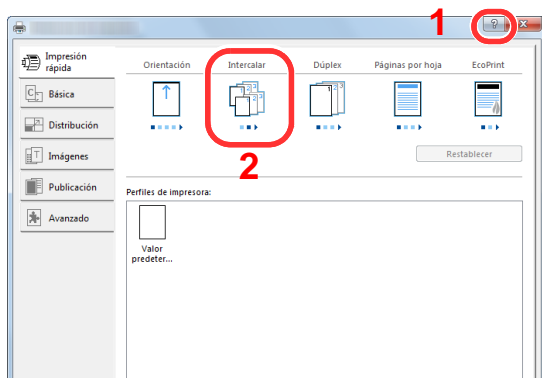 1
?
Impresión
rápida
Básica
Distribución
Imágenes
Publicación
Avanzado
Orientación
Intercalar
Dúplex
Páginas por hoja
EcoPrint
2
Restablecer
Perfiles de impresora:
Valor
predeter...